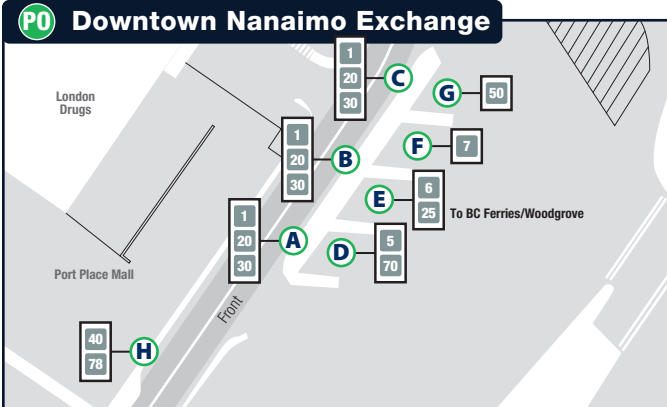 PO Downtown Nanaimo Exchange
London
Drugs
1
20
30
C
G
50
1
20
30
B
F
7
E
6
25
To BC Ferries/Woodgrove
1
20
30
A
D
5
70
Port Place Mall
Front
40
78
H